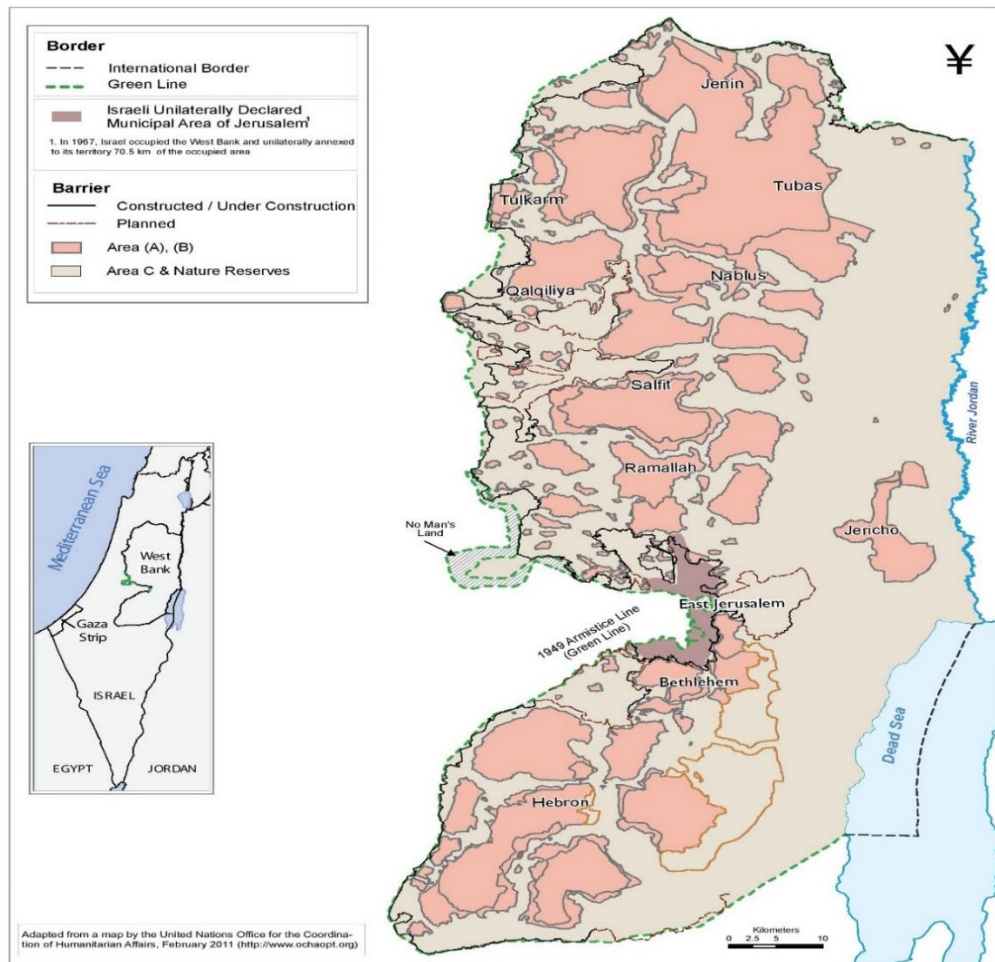 Border
International Border
Green Line
Israeli Unilaterally Declared
Municipal Area of Jerusalem¹
1. In 1967, Israel occupied the West Bank and unilaterally annexed
to its territory 70.5 km of the occupied area
Barrier
Constructed / Under Construction
Planned
Area (A), (B)
Area C & Nature Reserves
¥
Jenin
Tubas
Tulkarm
Nablus
Qalqiliya
Salfit
River Jordan
Ramallah
Jericho
No Man's
Land
East Jerusalem
1949 Armistice Line
(Green Line)
Bethlehem
Dead Sea
Hebron
Mediterranean Sea
West
Bank
Gaza
Strip
ISRAEL
EGYPT
JORDAN
Kilometers
0 2.5 5 10
Adapted from a map by the United Nations Office for the Coordina-
tion of Humanitarian Affairs, February 2011 (http://www.ochaopt.org)